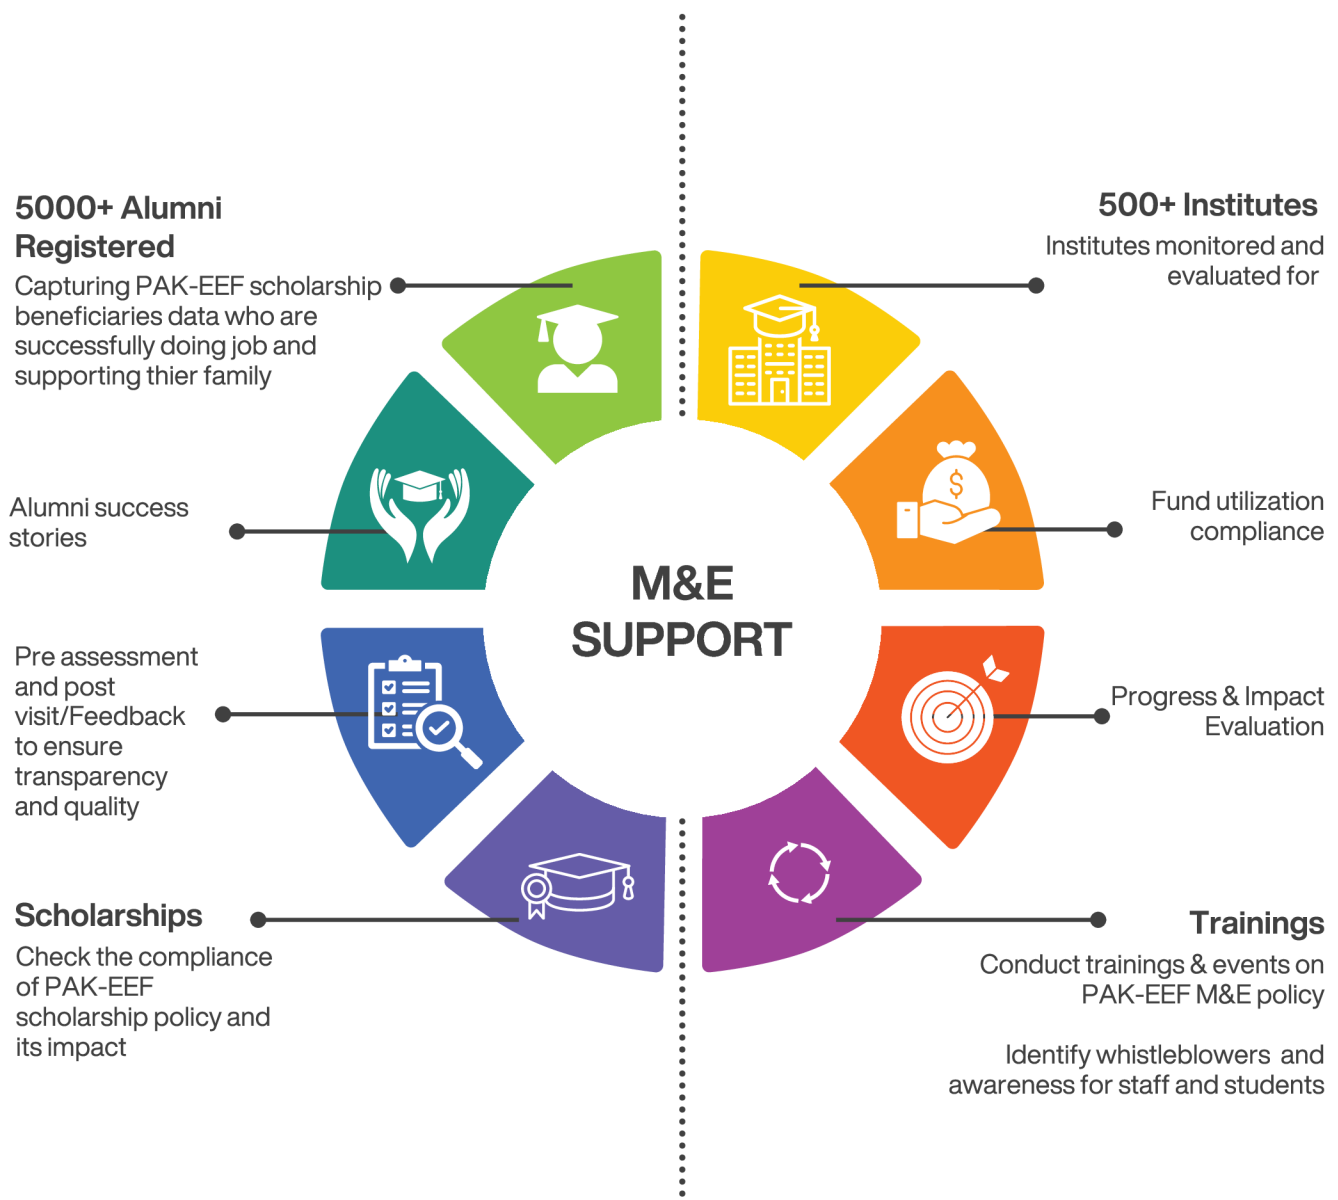 5000+ Alumni
Registered
Capturing PAK-EEF scholarship
beneficiaries data who are
successfully doing job and
supporting thier family
Alumni success
stories
Pre assessment
and post
visit/Feedback
to ensure
transparency
and quality
Scholarships
Check the compliance
of PAK-EEF
scholarship policy and
its impact
M&E
SUPPORT
500+ Institutes
Institutes monitored and
evaluated for
$
Fund utilization
compliance
Progress & Impact
Evaluation
Trainings
Conduct trainings & events on
PAK-EEF M&E policy
Identify whistleblowers and
awareness for staff and students